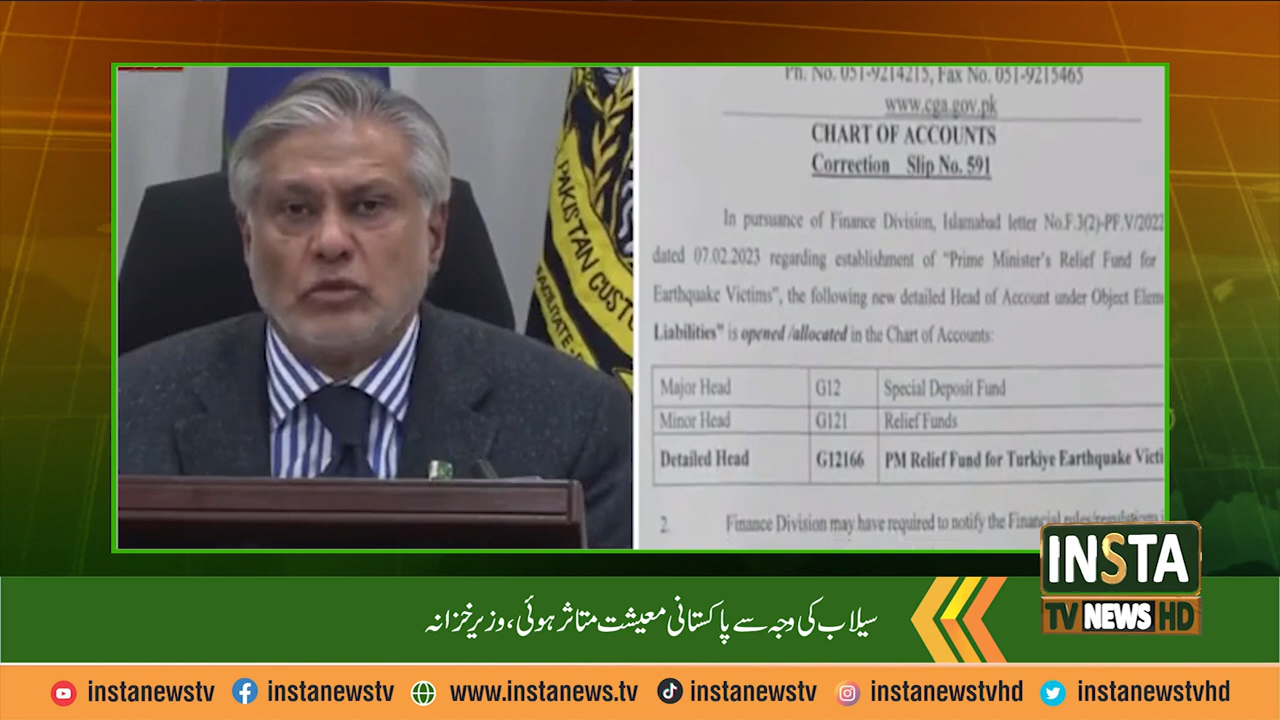 PAKISTAN CUSTO
FACILITATE
Ph. No. 051-9214215, Fax No. 051-9215465
www.cga.gov.pk
CHART OF ACCOUNTS
Correction Slip No. 591
In pursuance of Finance Division, Islamabad letter No.F.3(2)-PF.V/2022
dated 07.02.2023 regarding establishment of "Prime Minister's Relief Fund for
Earthquake Victims", the following new detailed Head of Account under Object Elem
Liabilities" is opened /allocated in the Chart of Accounts:
Major Head G12 Special Deposit Fund
Minor Head G121 Relief Funds
Detailed Head G12166 PM Relief Fund for Turkiye Earthquake Victi
2. Finance Division may have required to notify the Financial rules/regulations
INSTA
TV NEWS HD
سیلاب کی وجہ سے پاکستانی معیشت متاثر ہوئی، وزیرِ خزانہ
instanewstv instanewstv www.instanews.tv instanewstv instanewstvhd instanewstvhd